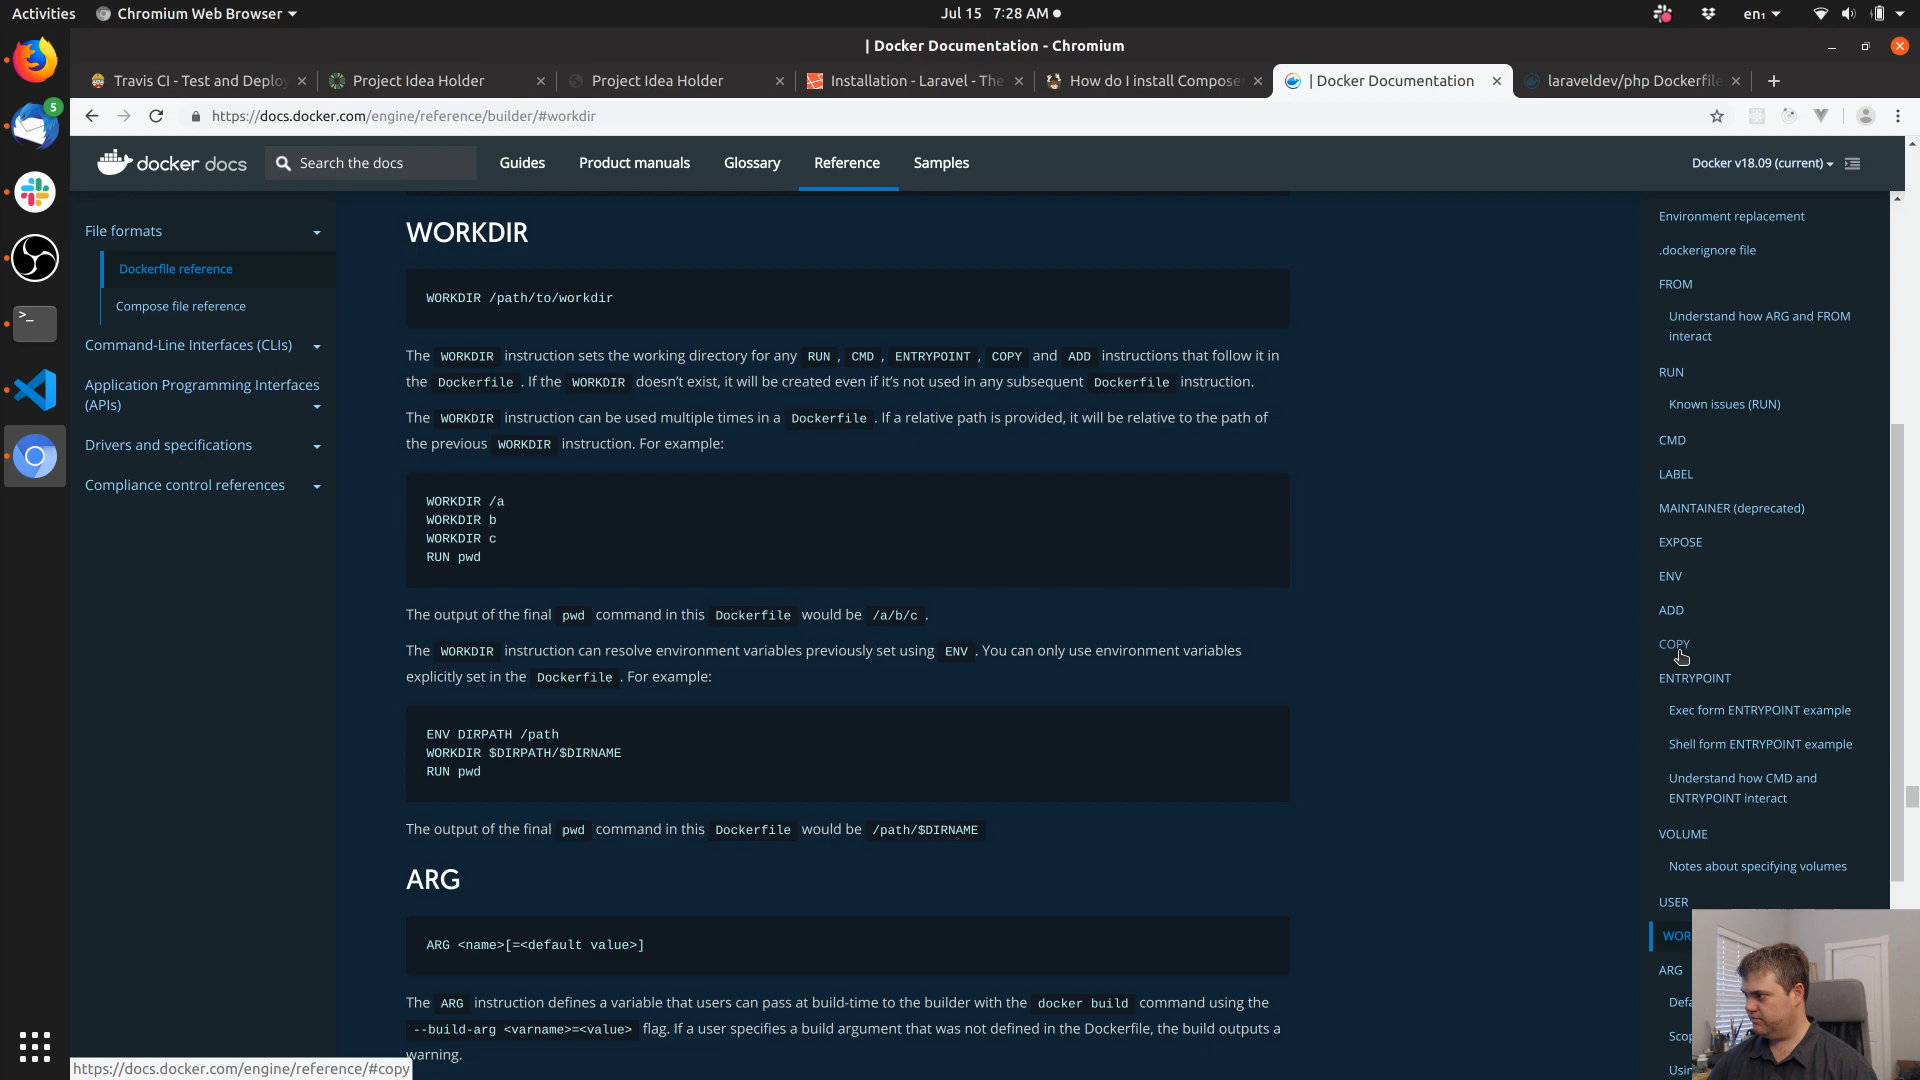 Activities
Chromium Web Browser
Jul 15 7:28 AM
en₁
| Docker Documentation - Chromium
Travis CI - Test and Deploy
Project Idea Holder
Project Idea Holder
Installation - Laravel - The
How do I install Compose
| Docker Documentation
laraveldev/php Dockerfile
https://docs.docker.com/engine/reference/builder/#workdir
5
docker docs
Search the docs
Guides
Product manuals
Glossary
Reference
Samples
Docker v18.09 (current)
File formats
Dockerfile reference
Compose file reference
Command-Line Interfaces (CLIs)
Application Programming Interfaces
(APIs)
Drivers and specifications
Compliance control references
WORKDIR
WORKDIR /path/to/workdir
The WORKDIR instruction sets the working directory for any RUN , CMD , ENTRYPOINT , COPY and ADD instructions that follow it in
the Dockerfile . If the WORKDIR doesn’t exist, it will be created even if it’s not used in any subsequent Dockerfile instruction.
The WORKDIR instruction can be used multiple times in a Dockerfile . If a relative path is provided, it will be relative to the path of
the previous WORKDIR instruction. For example:
WORKDIR /a
WORKDIR b
WORKDIR c
RUN pwd
The output of the final pwd command in this Dockerfile would be /a/b/c .
The WORKDIR instruction can resolve environment variables previously set using ENV . You can only use environment variables
explicitly set in the Dockerfile . For example:
ENV DIRPATH /path
WORKDIR $DIRPATH/$DIRNAME
RUN pwd
The output of the final pwd command in this Dockerfile would be /path/$DIRNAME
ARG
ARG <name>[=<default value>]
The ARG instruction defines a variable that users can pass at build-time to the builder with the docker build command using the
--build-arg <varname>=<value> flag. If a user specifies a build argument that was not defined in the Dockerfile, the build outputs a
warning.
Environment replacement
.dockerignore file
FROM
Understand how ARG and FROM
interact
RUN
Known issues (RUN)
CMD
LABEL
MAINTAINER (deprecated)
EXPOSE
ENV
ADD
COPY
ENTRYPOINT
Exec form ENTRYPOINT example
Shell form ENTRYPOINT example
Understand how CMD and
ENTRYPOINT interact
VOLUME
Notes about specifying volumes
USER
WOR
ARG
Defa
Scop
Usin
https://docs.docker.com/engine/reference/#copy